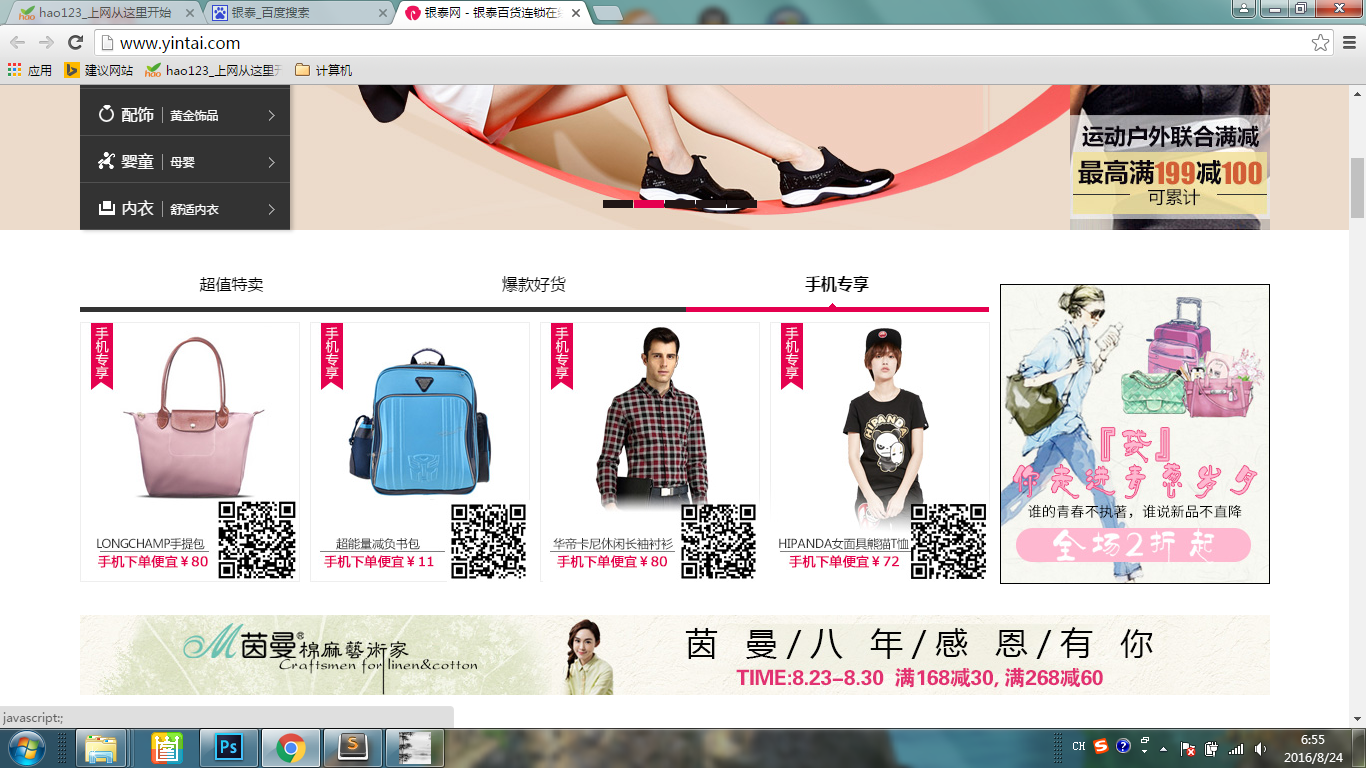 hao123_上网从这里开始
银泰_百度搜索
银泰网 - 银泰百货连锁在
www.yintai.com
应用
建议网站
hao123_上网从这里开
计算机
配饰 | 黄金饰品
婴童 | 母婴
内衣 | 舒适内衣
运动户外联合满减
最高满199减100
可累计
超值特卖
爆款好货
手机专享
手机专享
手机专享
手机专享
手机专享
HIPANDA
LONGCHAMP手提包
手机下单便宜¥80
超能量减负书包
手机下单便宜¥11
华帝卡尼休闲长袖衬衫
手机下单便宜¥80
HIPANDA女面具熊猫T恤
手机下单便宜¥72
『袋』
你走进青葱岁月
谁的青春不执著，谁说新品不直降
全场2折起
茵曼®棉麻藝術家
Craftsmen for linen&cotton
茵曼/八年/感恩/有你
TIME:8.23-8.30 满168减30, 满268减60
javascript:;
Ps
CH
6:55
2016/8/24